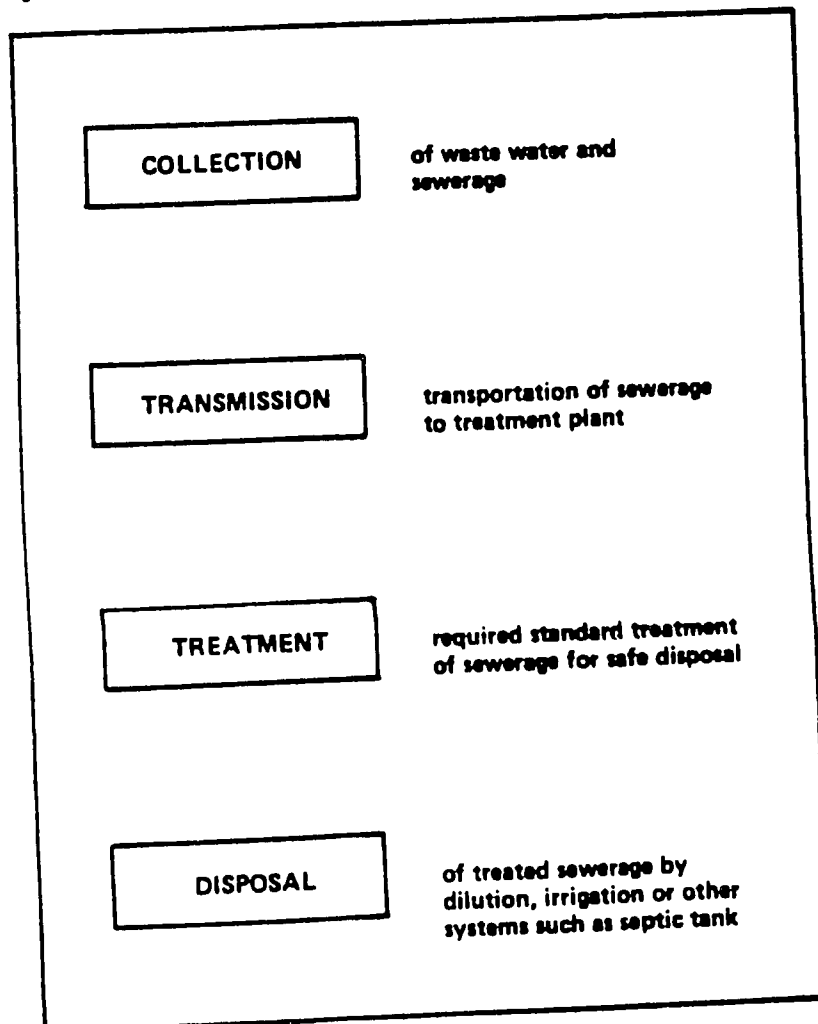 COLLECTION
of waste water and
sewerage
TRANSMISSION
transportation of sewerage
to treatment plant
TREATMENT
required standard treatment
of sewerage for safe disposal
DISPOSAL
of treated sewerage by
dilution, irrigation or other
systems such as septic tank